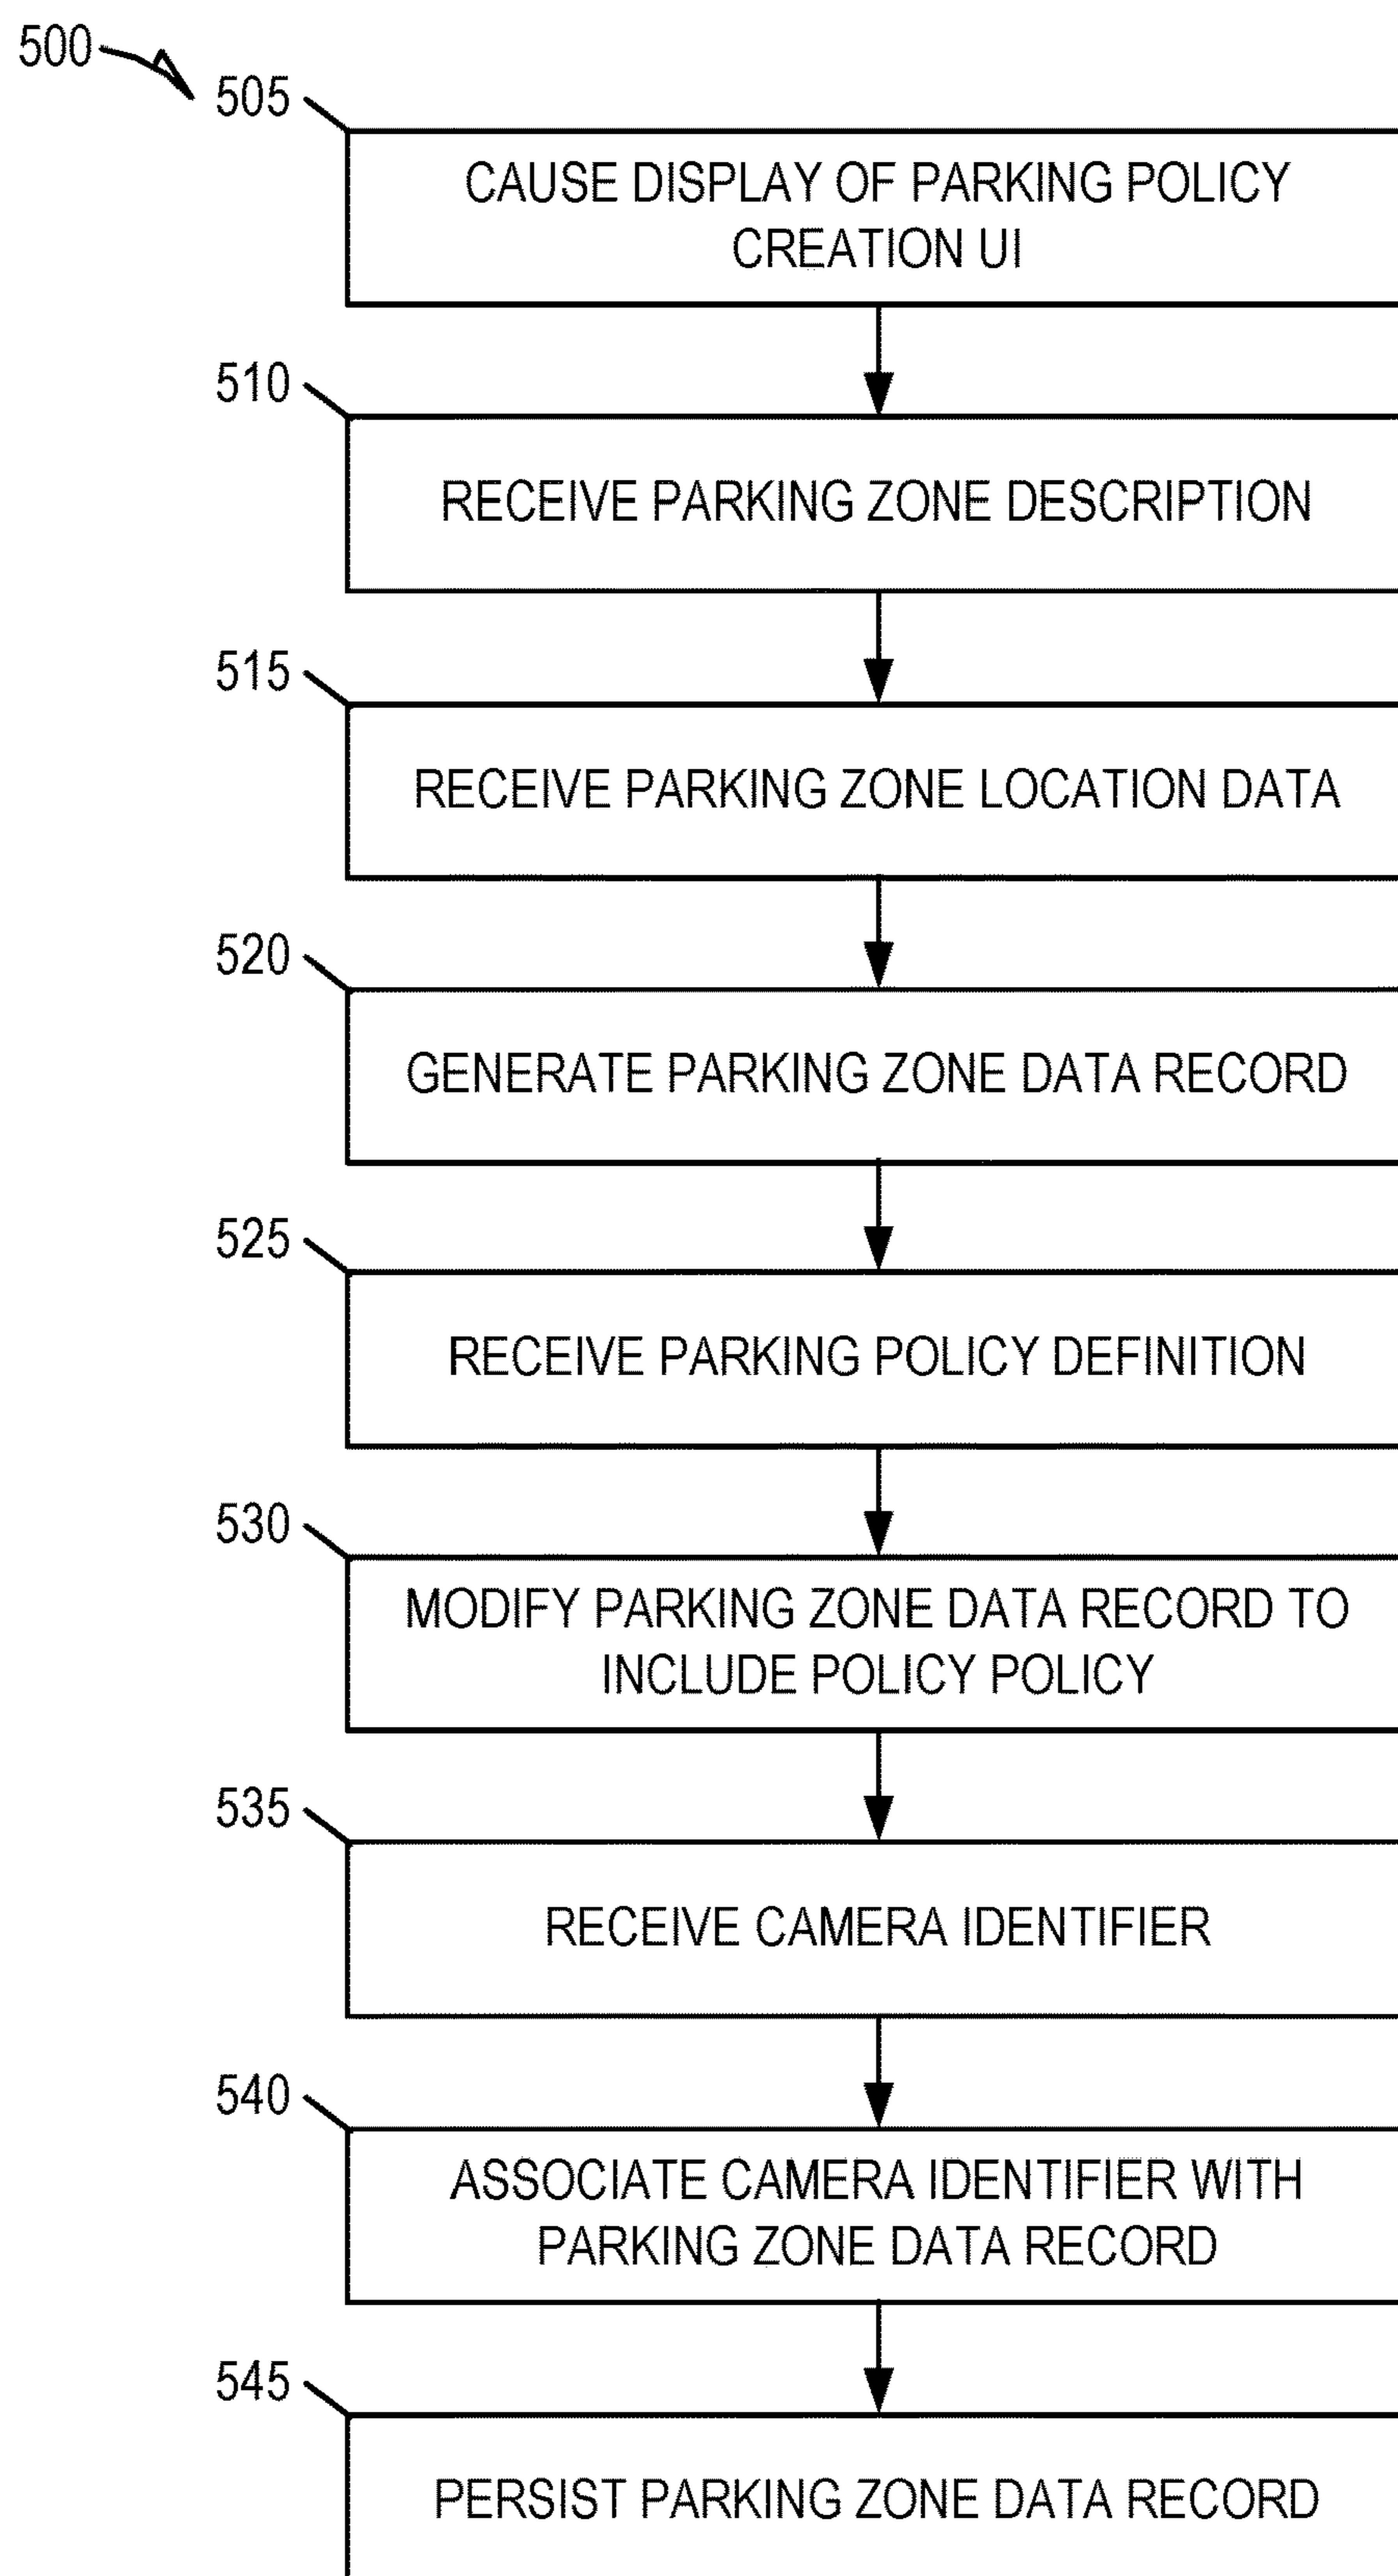 500
505
CAUSE DISPLAY OF PARKING POLICY
CREATION UI
510
RECEIVE PARKING ZONE DESCRIPTION
515
RECEIVE PARKING ZONE LOCATION DATA
520
GENERATE PARKING ZONE DATA RECORD
525
RECEIVE PARKING POLICY DEFINITION
530
MODIFY PARKING ZONE DATA RECORD TO
INCLUDE POLICY POLICY
535
RECEIVE CAMERA IDENTIFIER
540
ASSOCIATE CAMERA IDENTIFIER WITH
PARKING ZONE DATA RECORD
545
PERSIST PARKING ZONE DATA RECORD